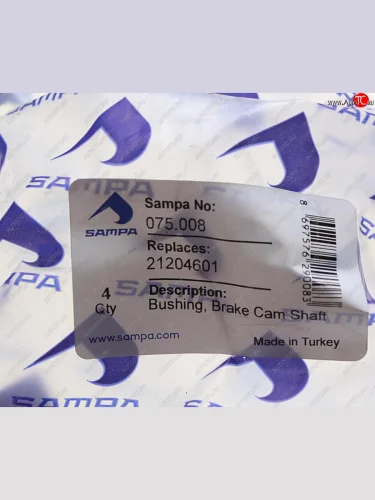 SAMPA
SAMPA
SAMPA
SAMPA
Sampa No:
075.008
Replaces:
21204601
4
Qty
Description:
Bushing, Brake Cam Shaft
www.sampa.com
Made in Turkey
8 697576 290083